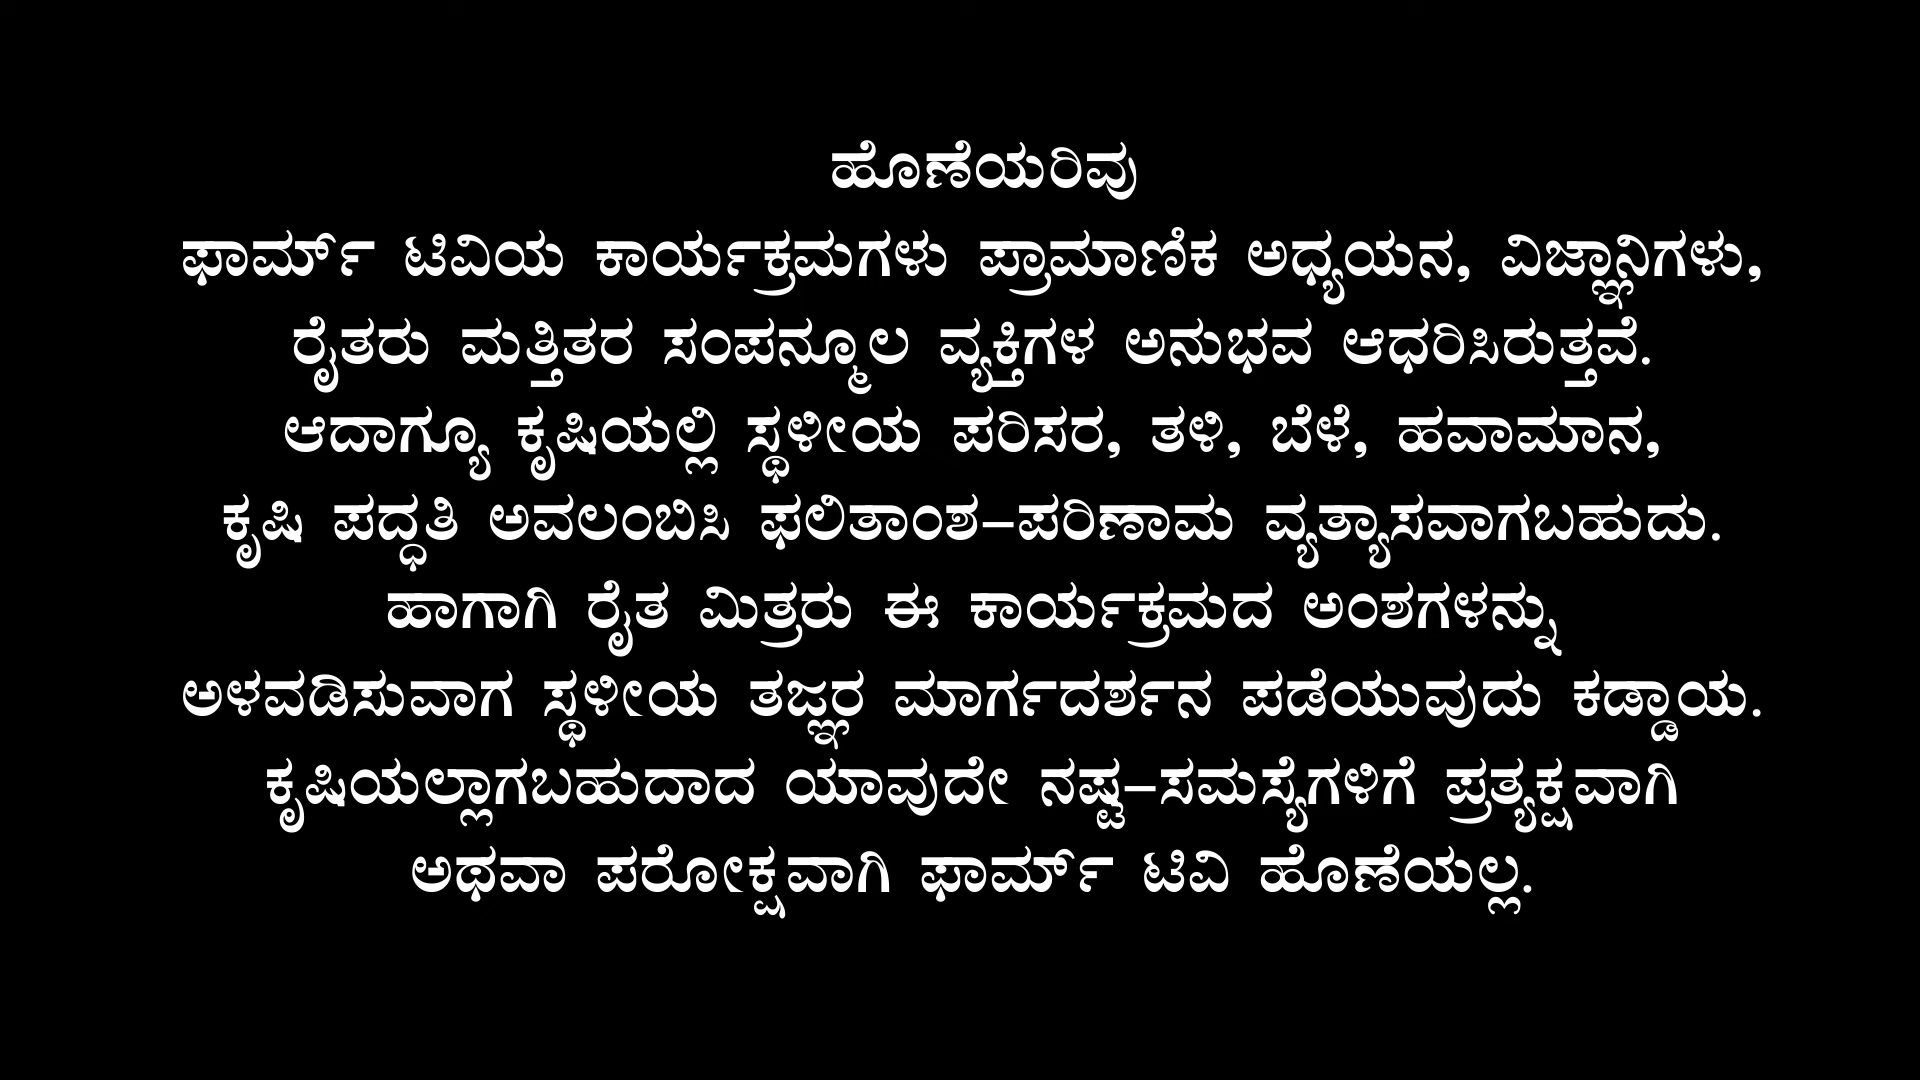 ಹೊಣೆಯರಿವು
ಫಾರ್ಮ್ ಟಿವಿಯ ಕಾರ್ಯಕ್ರಮಗಳು ಪ್ರಾಮಾಣಿಕ ಅಧ್ಯಯನ, ವಿಜ್ಞಾನಿಗಳು,
ರೈತರು ಮತ್ತಿತರ ಸಂಪನ್ಮೂಲ ವ್ಯಕ್ತಿಗಳ ಅನುಭವ ಆಧರಿಸಿರುತ್ತವೆ.
ಆದಾಗ್ಯೂ ಕೃಷಿಯಲ್ಲಿ ಸ್ಥಳೀಯ ಪರಿಸರ, ತಳಿ, ಬೆಳೆ, ಹವಾಮಾನ,
ಕೃಷಿ ಪದ್ಧತಿ ಅವಲಂಬಿಸಿ ಫಲಿತಾಂಶ–ಪರಿಣಾಮ ವ್ಯತ್ಯಾಸವಾಗಬಹುದು.
ಹಾಗಾಗಿ ರೈತ ಮಿತ್ರರು ಈ ಕಾರ್ಯಕ್ರಮದ ಅಂಶಗಳನ್ನು
ಅಳವಡಿಸುವಾಗ ಸ್ಥಳೀಯ ತಜ್ಞರ ಮಾರ್ಗದರ್ಶನ ಪಡೆಯುವುದು ಕಡ್ಡಾಯ.
ಕೃಷಿಯಲ್ಲಾಗಬಹುದಾದ ಯಾವುದೇ ನಷ್ಟ–ಸಮಸ್ಯೆಗಳಿಗೆ ಪ್ರತ್ಯಕ್ಷವಾಗಿ
ಅಥವಾ ಪರೋಕ್ಷವಾಗಿ ಫಾರ್ಮ್ ಟಿವಿ ಹೊಣೆಯಲ್ಲ.